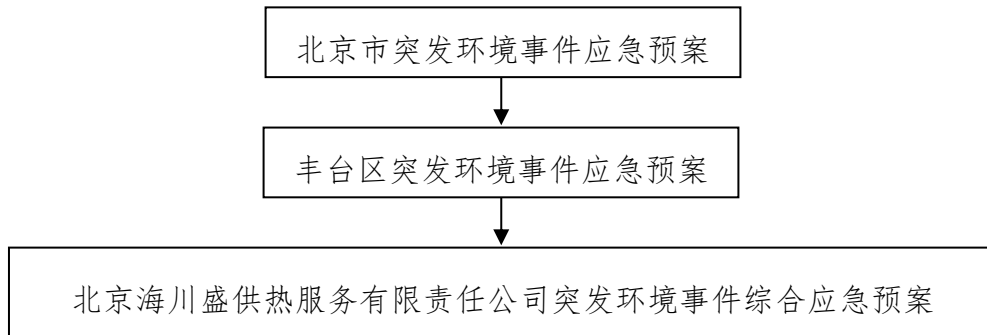 北京市突发环境事件应急预案
丰台区突发环境事件应急预案
北京海川盛供热服务有限责任公司突发环境事件综合应急预案